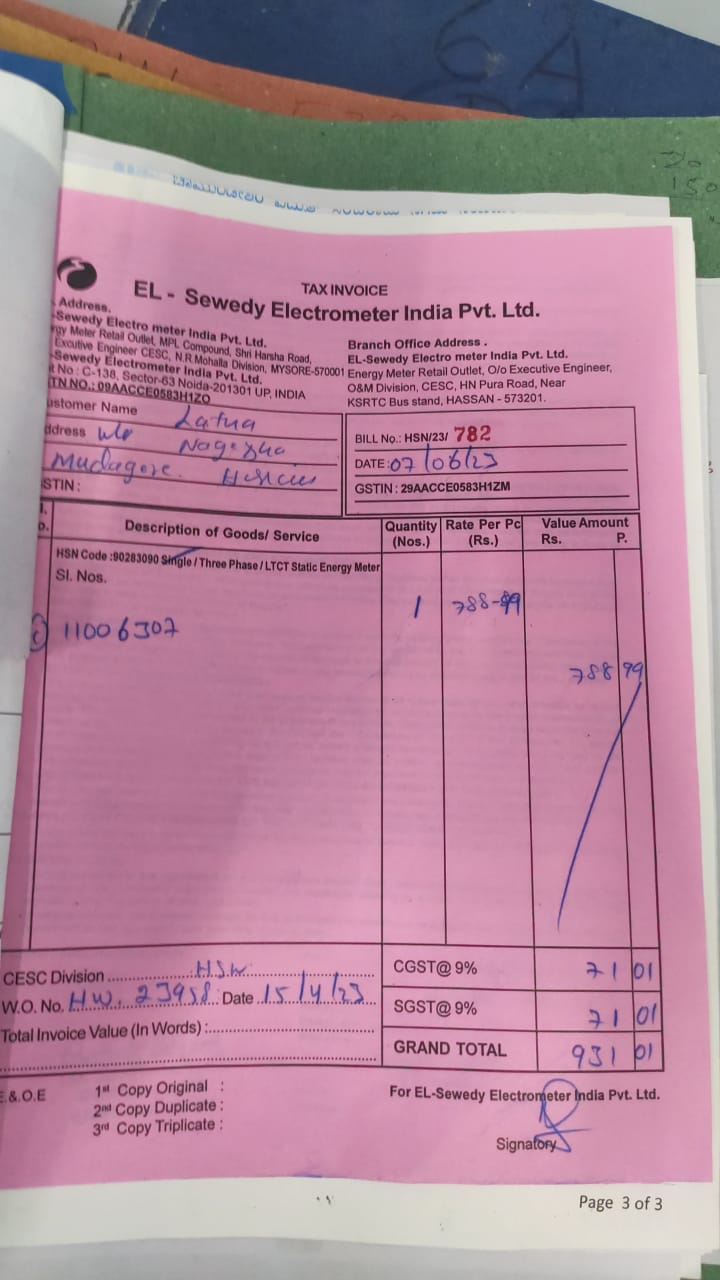 TAX INVOICE
EL - Sewedy Electrometer India Pvt. Ltd.
Address.
-Sewedy Electro meter India Pvt. Ltd.
gy Meter Retail Outlet, MPL Compound, Shri Harsha Road,
Excutive Engineer CESC, N.R.Mohalla Division, MYSORE-570001
-Sewedy Electrometer India Pvt. Ltd.
t No : C-138, Sector-63 Noida-201301 UP, INDIA
TN NO.: 09AACCE0583H1ZO
Branch Office Address .
EL-Sewedy Electro meter India Pvt. Ltd.
Energy Meter Retail Outlet, O/o Executive Engineer,
O&M Division, CESC, HN Pura Road, Near
KSRTC Bus stand, HASSAN - 573201.
ustomer Name Latha
ddress w/o
Mudagere.
STIN :
BILL No.: HSN/23/ 782
DATE :07/06/23
GSTIN : 29AACCE0583H1ZM
Description of Goods/ Service Quantity (Nos.) Rate Per Pc (Rs.) Value Amount Rs. P.
HSN Code :90283090 Single / Three Phase / LTCT Static Energy Meter
Sl. Nos.
1 788-99
11006307
788 99
CESC Division HSN
W.O. No. HW. 23958 Date 15/4/23
Total Invoice Value (In Words) :
CGST@ 9% 71 01
SGST@ 9% 71 01
GRAND TOTAL 931 01
E.&.O.E
1st Copy Original :
2nd Copy Duplicate :
3rd Copy Triplicate :
For EL-Sewedy Electrometer India Pvt. Ltd.
Signatory
Page 3 of 3
6A